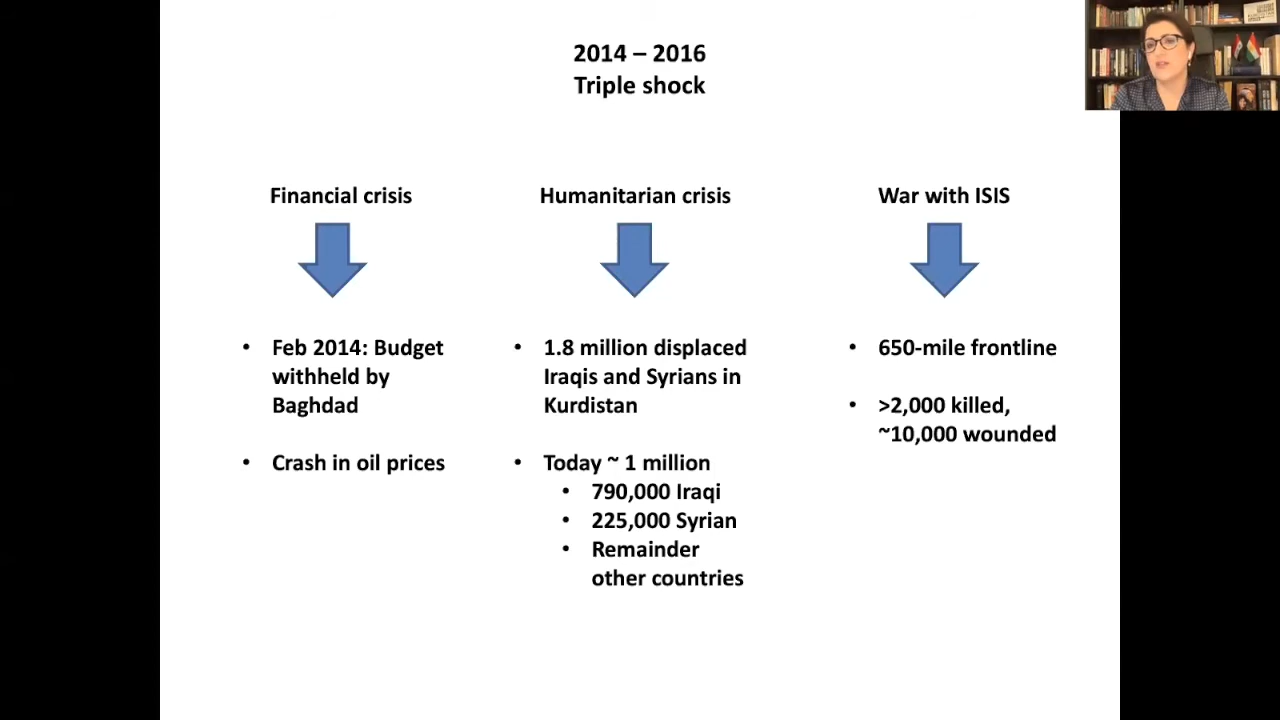 2014 – 2016
Triple shock
Financial crisis
Humanitarian crisis
War with ISIS
• Feb 2014: Budget
withheld by
Baghdad
• Crash in oil prices
• 1.8 million displaced
Iraqis and Syrians in
Kurdistan
• Today ~ 1 million
• 790,000 Iraqi
• 225,000 Syrian
• Remainder
other countries
• 650-mile frontline
• >2,000 killed,
~10,000 wounded